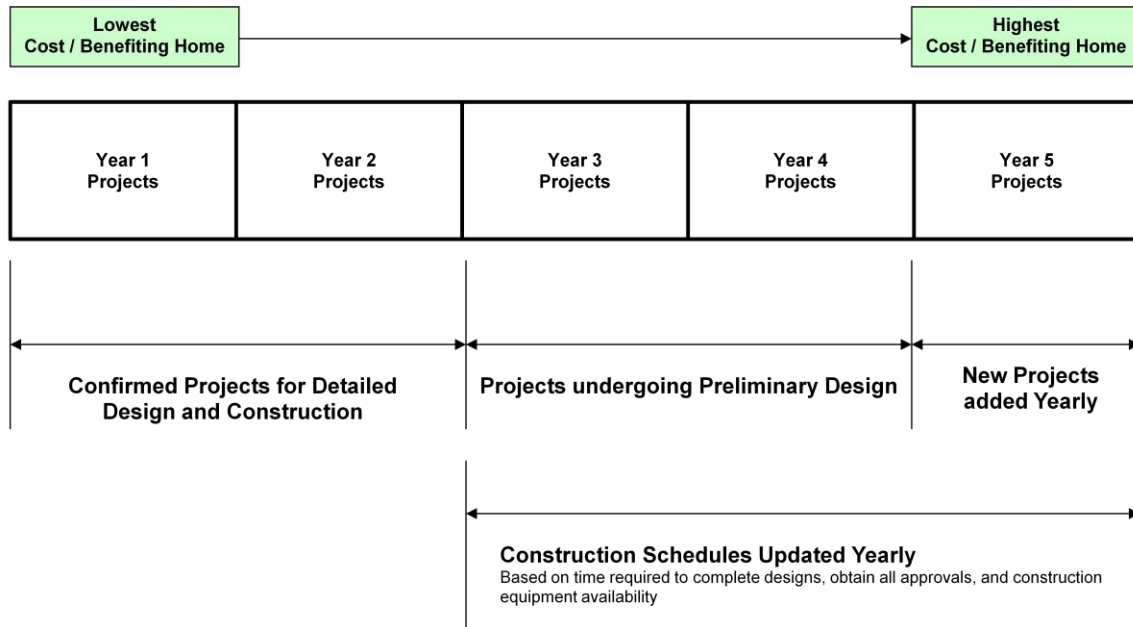 Lowest
Cost / Benefiting Home
Highest
Cost / Benefiting Home
Year 1
Projects
Year 2
Projects
Year 3
Projects
Year 4
Projects
Year 5
Projects
Confirmed Projects for Detailed
Design and Construction
Projects undergoing Preliminary Design
New Projects
added Yearly
Construction Schedules Updated Yearly
Based on time required to complete designs, obtain all approvals, and construction
equipment availability